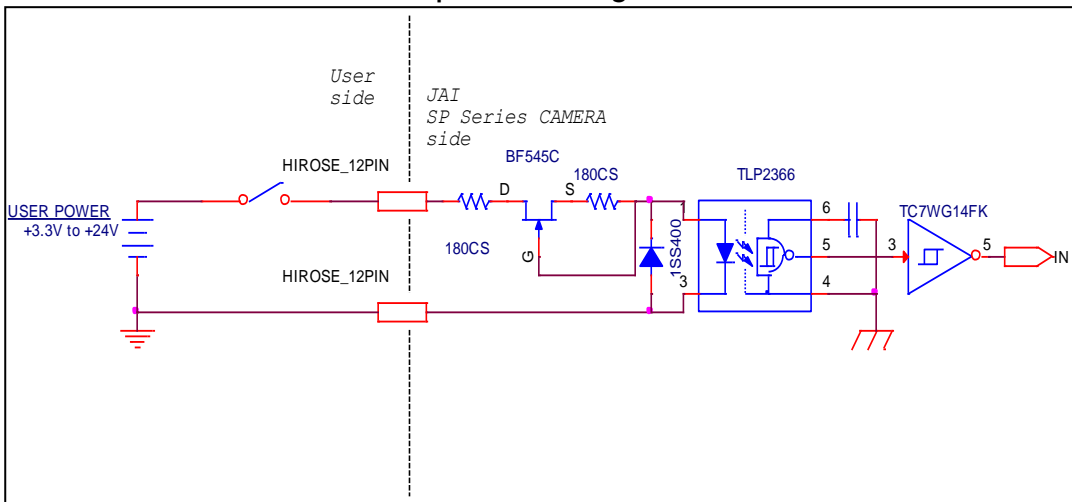 User
side
JAI
SP Series CAMERA
side
BF545C
HIROSE_12PIN
180CS
TLP2366
D
S
6
TC7WG14FK
USER POWER
+3.3V to +24V
1
180CS
G
1SS400
5
3
5
IN
HIROSE_12PIN
3
4